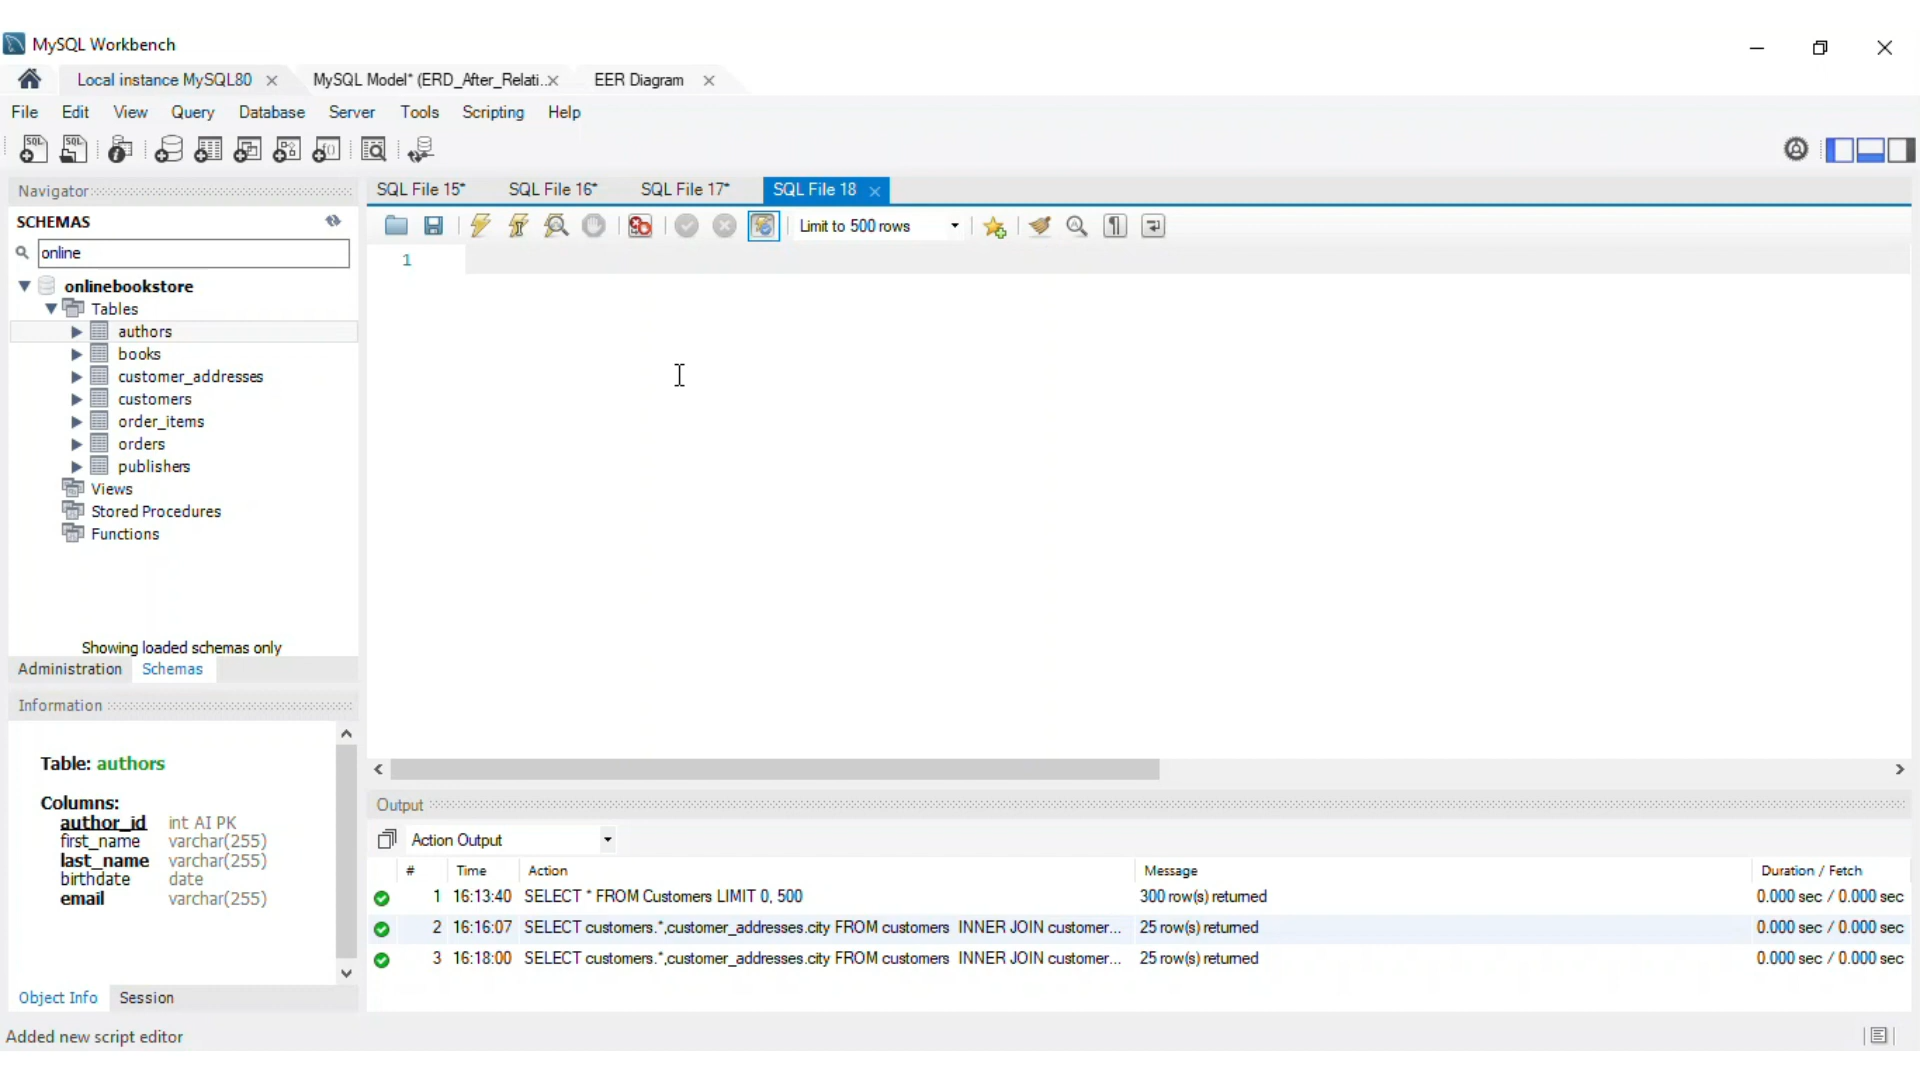 MySQL Workbench
Local instance MySQL80 MySQL Model* (ERD_After_Relati.. EER Diagram
File Edit View Query Database Server Tools Scripting Help
Navigator
SQL File 15* SQL File 16* SQL File 17* SQL File 18
SCHEMAS
Limit to 500 rows
online
1
onlinebookstore
Tables
authors
books
customer_addresses
customers
order_items
orders
publishers
Views
Stored Procedures
Functions
Showing loaded schemas only
Administration Schemas
Information
Table: authors
Columns:
author_id int AI PK
first_name varchar(255)
last_name varchar(255)
birthdate date
email varchar(255)
Object Info Session
Output
Action Output
# Time Action Message Duration / Fetch
1 16:13:40 SELECT * FROM Customers LIMIT 0, 500 300 row(s) returned 0.000 sec / 0.000 sec
2 16:16:07 SELECT customers.*,customer_addresses.city FROM customers INNER JOIN customer... 25 row(s) returned 0.000 sec / 0.000 sec
3 16:18:00 SELECT customers.*,customer_addresses.city FROM customers INNER JOIN customer... 25 row(s) returned 0.000 sec / 0.000 sec
Added new script editor